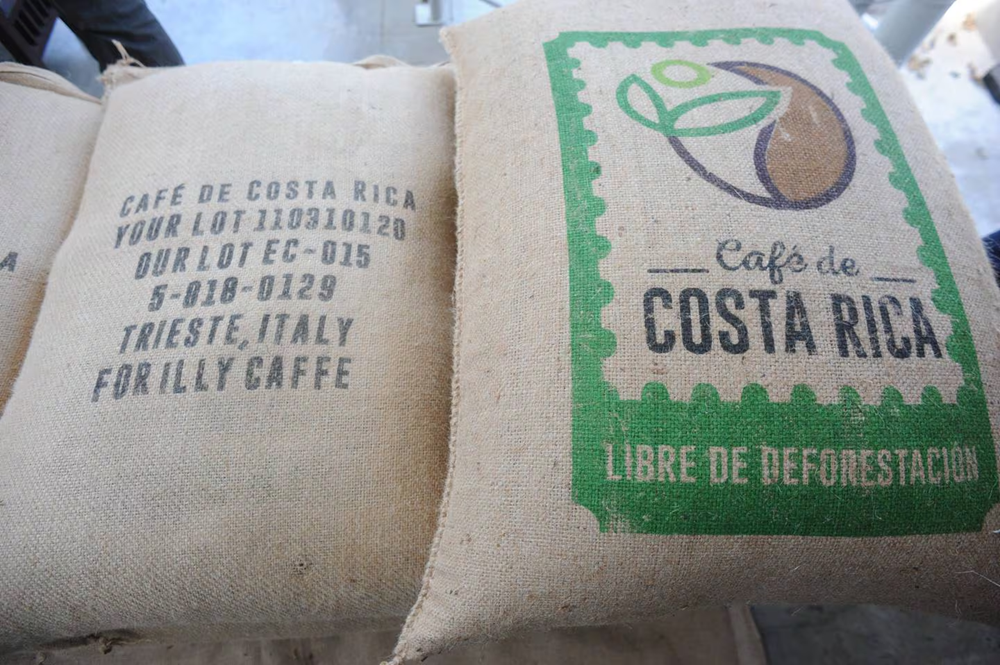 A
CAFÉ DE COSTA RICA
YOUR LOT 110310120
OUR LOT EC-015
5-818-0129
TRIESTE, ITALY
FOR ILLY CAFFE
Café de
COSTA RICA
LIBRE DE DEFORESTACIÓN